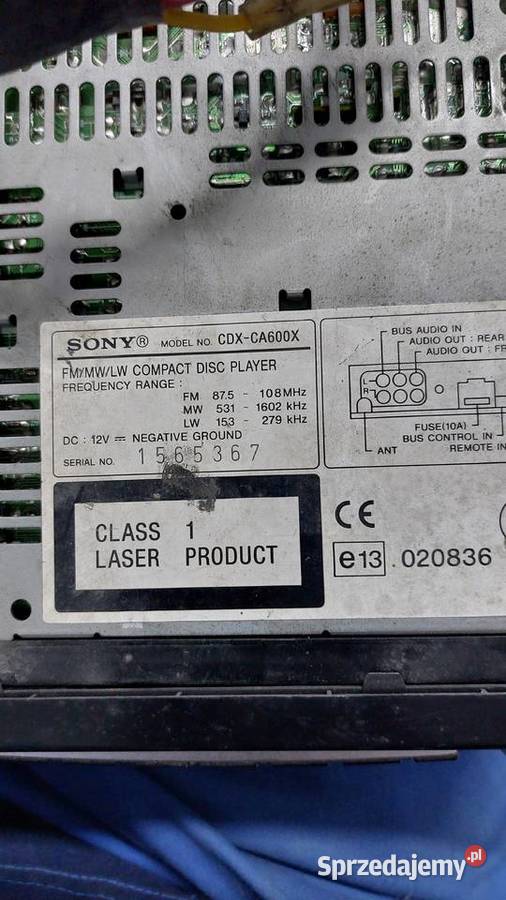 SONY® MODEL NO. CDX-CA600X
FM/MW/LW COMPACT DISC PLAYER
FREQUENCY RANGE :
FM 87.5 - 108MHz
MW 531 - 1602 kHz
LW 153 - 279 kHz
DC : 12V ⎓ NEGATIVE GROUND
SERIAL NO. 1565367
BUS AUDIO IN
AUDIO OUT : REAR
AUDIO OUT : FR
L
R
FUSE(10A)
BUS CONTROL IN
ANT
REMOTE IN
CLASS 1
LASER PRODUCT
CE
e13 . 020836
Sprzedajemy.pl